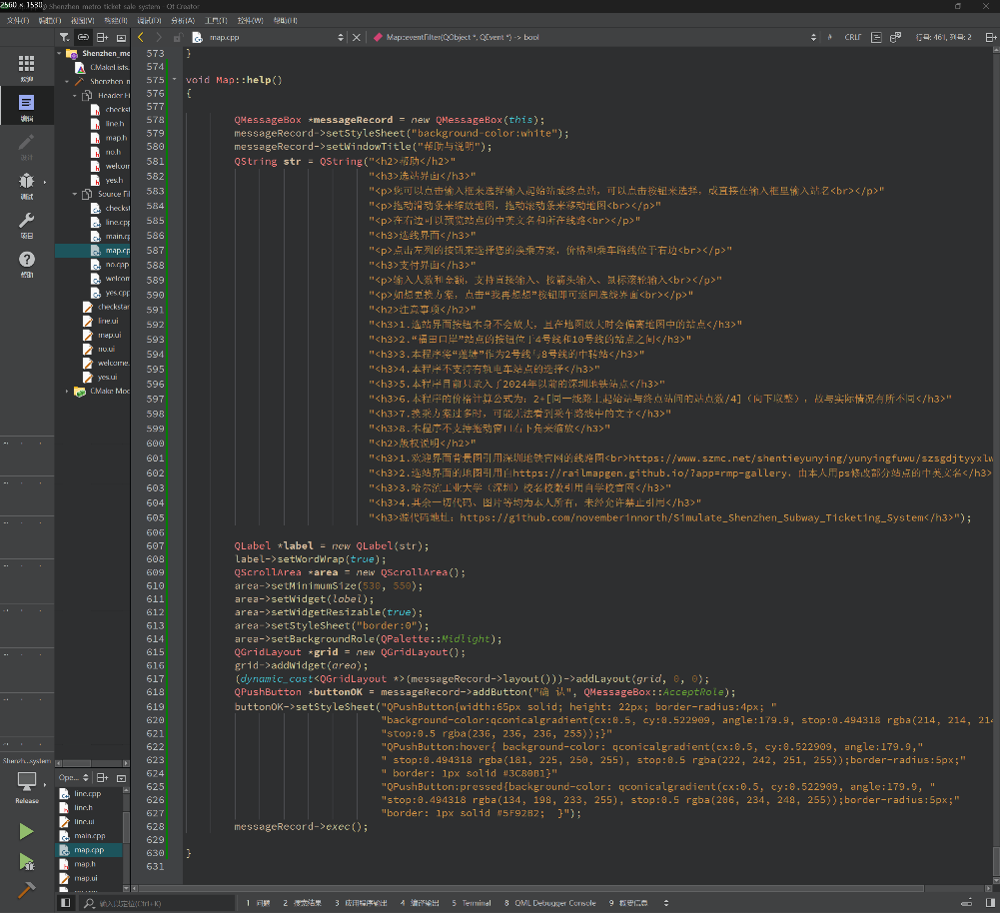 2560 × 1530
Shenzhen_metro_ticket_sale_system - Qt Creator
文件(F) 编辑(E) 视图(V) 构建(B) 调试(D) 分析(A) 工具(T) 控件(W) 帮助(H)
map.cpp
Map::eventFilter(QObject *, QEvent *) -> bool
# CRLF
行号: 461, 列号: 2
欢迎
编辑
设计
调试
项目
帮助
Shenzhen_me
CMakeLists.
Shenzhen_m
Header Fi
checkst
line.h
map.h
no.h
welcom
yes.h
Source Fil
checkst
line.cpp
main.cp
map.cp
no.cpp
welcom
yes.cpp
checkstar
line.ui
map.ui
no.ui
welcome.
yes.ui
CMake Moc
573 }
574
575 void Map::help()
576 {
577
578 QMessageBox *messageRecord = new QMessageBox(this);
579 messageRecord->setStyleSheet("background-color:white");
580 messageRecord->setWindowTitle("帮助与说明");
581 QString str = QString("<h2>帮助</h2>"
582 "<h3>选站界面</h3>"
583 "<p>您可以点击输入框来选择输入起始站或终点站，可以点击按钮来选择，或直接在输入框里输入站名<br></p>"
584 "<p>拖动滑动条来缩放地图，拖动滚动条来移动地图<br></p>"
585 "<p>在右边可以预览站点的中英文名和所在线路<br></p>"
586 "<h3>选线界面</h3>"
587 "<p>点击左列的按钮来选择您的换乘方案，价格和乘车路线位于右边<br></p>"
588 "<h3>支付界面</h3>"
589 "<p>输入人数和金额，支持直接输入、按箭头输入、鼠标滚轮输入<br></p>"
590 "<p>如想更换方案，点击“我再想想”按钮即可返回选线界面<br></p>"
591 "<h2>注意事项</h2>"
592 "<h3>1.选站界面按钮本身不会放大，且在地图放大时会偏离地图中的站点</h3>"
593 "<h3>2.“福田口岸”站点的按钮位于4号线和10号线的站点之间</h3>"
594 "<h3>3.本程序将“莲塘”作为2号线与8号线的中转站</h3>"
595 "<h3>4.本程序不支持有轨电车站点的选择</h3>"
596 "<h3>5.本程序目前只录入了2024年以前的深圳地铁站点</h3>"
597 "<h3>6.本程序的价格计算公式为：2+[同一线路上起始站与终点站间的站点数/4]（向下取整），故与实际情况有所不同</h3>"
598 "<h3>7.换乘方案过多时，可能无法看到乘车路线中的文字</h3>"
599 "<h3>8.本程序不支持拖动窗口右下角来缩放</h3>"
600 "<h2>版权说明</h2>"
601 "<h3>1.欢迎界面背景图引用深圳地铁官网的线路图<br>https://www.szmc.net/shentieyunying/yunyingfuwu/szsgdjtyyxlw
602 "<h3>2.选站界面的地图引用自https://railmapgen.github.io/?app=rmp-gallery，由本人用ps修改部分站点的中英文名</h3>
603 "<h3>3.哈尔滨工业大学（深圳）校名校徽引用自学校官网</h3>"
604 "<h3>4.其余一切代码、图片等均为本人所有，未经允许禁止引用</h3>"
605 "<h3>源代码地址：https://github.com/novemberinnorth/Simulate_Shenzhen_Subway_Ticketing_System</h3>");
606
607 QLabel *label = new QLabel(str);
608 label->setWordWrap(true);
609 QScrollArea *area = new QScrollArea();
610 area->setMinimumSize(530, 550);
611 area->setWidget(label);
612 area->setWidgetResizable(true);
613 area->setStyleSheet("border:0");
614 area->setBackgroundRole(QPalette::Midlight);
615 QGridLayout *grid = new QGridLayout();
616 grid->addWidget(area);
617 (dynamic_cast<QGridLayout *>(messageRecord->layout()))->addLayout(grid, 0, 0);
618 QPushButton *buttonOK = messageRecord->addButton("确 认", QMessageBox::AcceptRole);
619 buttonOK->setStyleSheet("QPushButton{width:65px solid; height: 22px; border-radius:4px; "
620 "background-color:qconicalgradient(cx:0.5, cy:0.522909, angle:179.9, stop:0.494318 rgba(214, 214, 214
621 "stop:0.5 rgba(236, 236, 236, 255));}"
622 "QPushButton:hover{ background-color: qconicalgradient(cx:0.5, cy:0.522909, angle:179.9,"
623 " stop:0.494318 rgba(181, 225, 250, 255), stop:0.5 rgba(222, 242, 251, 255));border-radius:5px;"
624 " border: 1px solid #3C80B1}"
625 "QPushButton:pressed{background-color: qconicalgradient(cx:0.5, cy:0.522909, angle:179.9, "
626 "stop:0.494318 rgba(134, 198, 233, 255), stop:0.5 rgba(206, 234, 248, 255));border-radius:5px;"
627 "border: 1px solid #5F92B2;  }");
628 messageRecord->exec();
629
630 }
631
Shenzh...system
Release
Ope...
line.cpp
line.h
line.ui
main.cpp
map.cpp
map.h
map.ui
输入以定位(Ctrl+K)
1 问题 2 搜索结果 3 应用程序输出 4 编译输出 5 Terminal 8 QML Debugger Console 9 概要信息